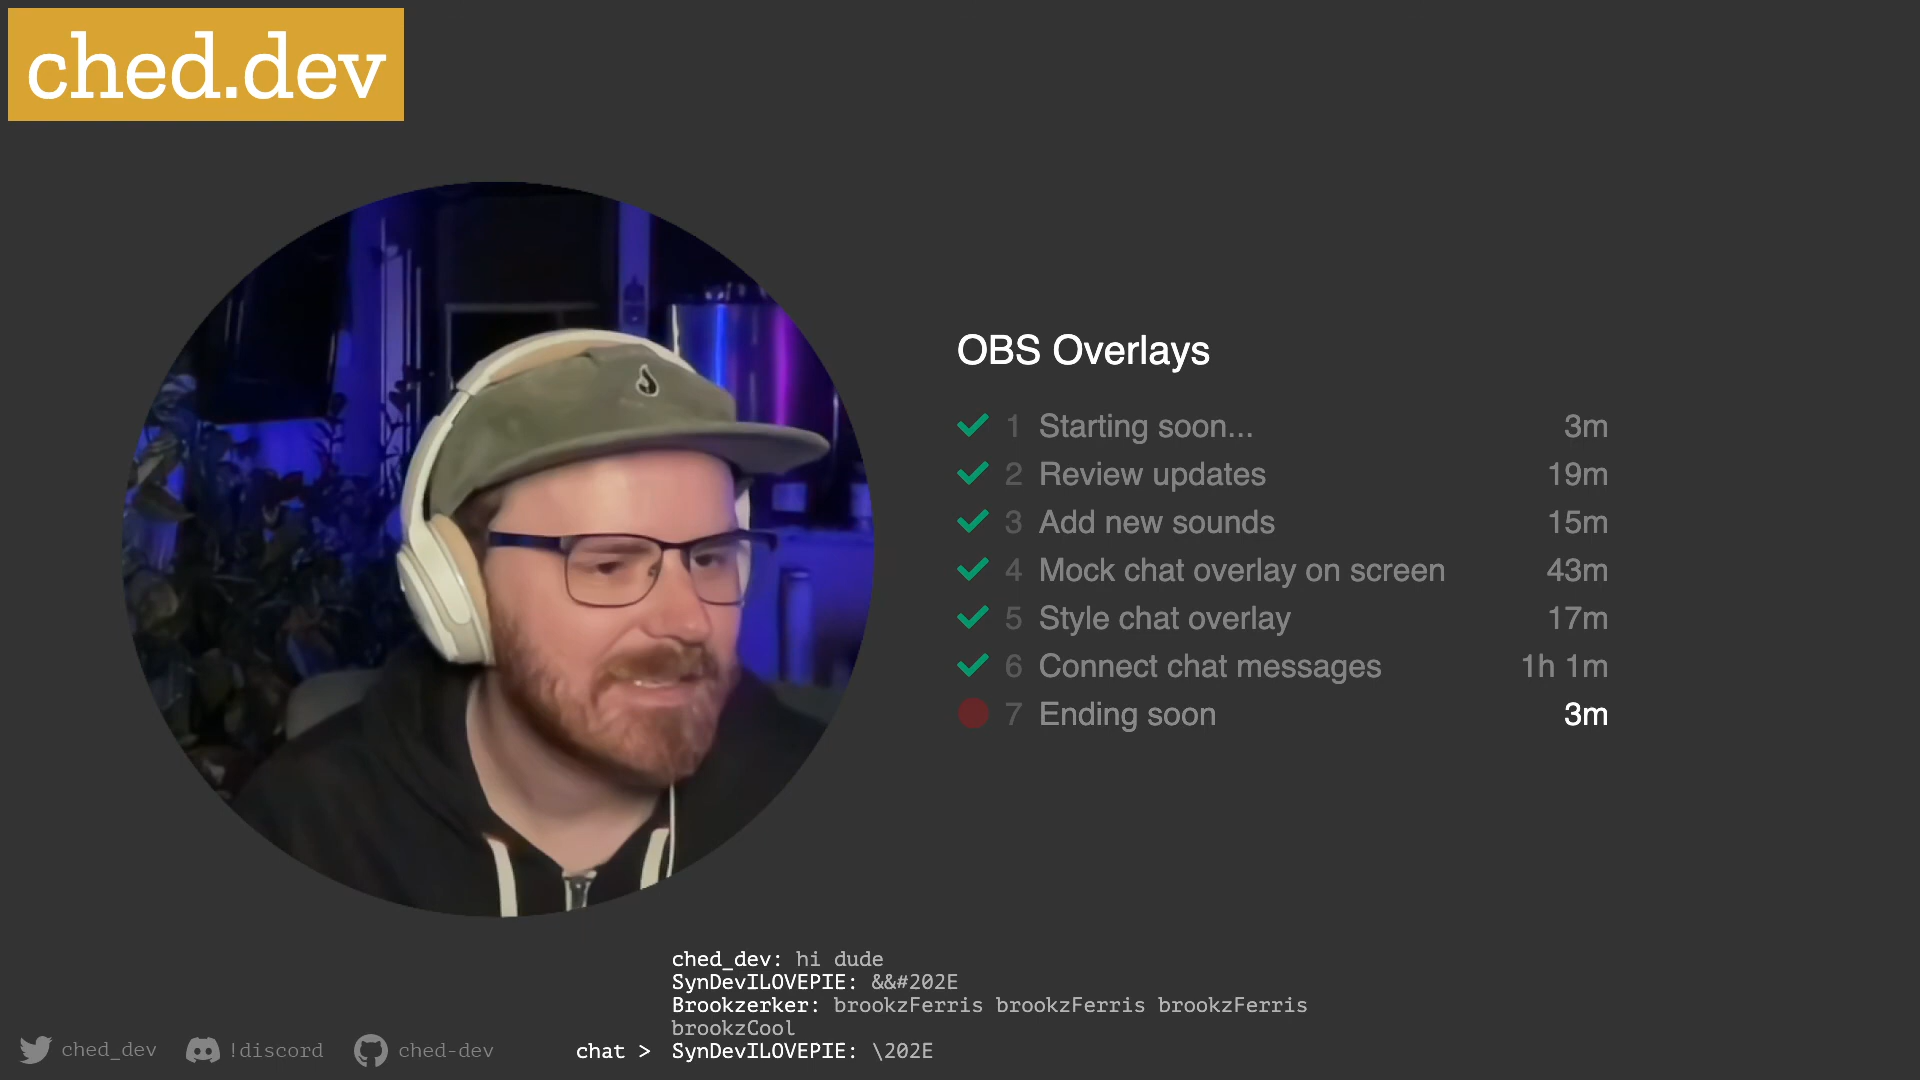 ched.dev
OBS Overlays
1 Starting soon... 3m
2 Review updates 19m
3 Add new sounds 15m
4 Mock chat overlay on screen 43m
5 Style chat overlay 17m
6 Connect chat messages 1h 1m
7 Ending soon 3m
ched_dev: hi dude
SynDevILOVEPIE: &&#202E
Brookzerker: brookzFerris brookzFerris brookzFerris
brookzCool
chat > SynDevILOVEPIE: \202E
ched_dev !discord ched-dev